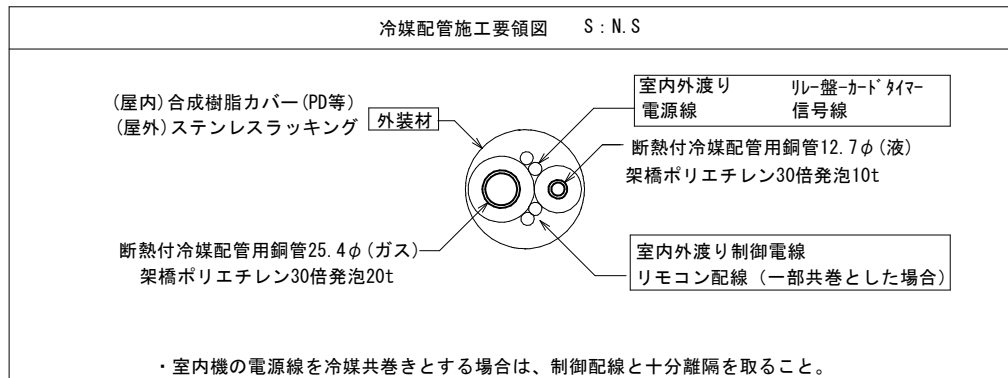 冷媒配管施工要領図　S：N.S
(屋内)合成樹脂カバー(PD等)
(屋外)ステンレスラッキング
外装材
室内外渡り　ﾘﾚｰ盤-ｶｰﾄﾞﾀｲﾏｰ
電源線　信号線
断熱付冷媒配管用銅管12.7φ(液)
架橋ポリエチレン30倍発泡10t
断熱付冷媒配管用銅管25.4φ(ガス)
架橋ポリエチレン30倍発泡20t
室内外渡り制御電線
リモコン配線（一部共巻とした場合）
・室内機の電源線を冷媒共巻きとする場合は、制御配線と十分離隔を取ること。